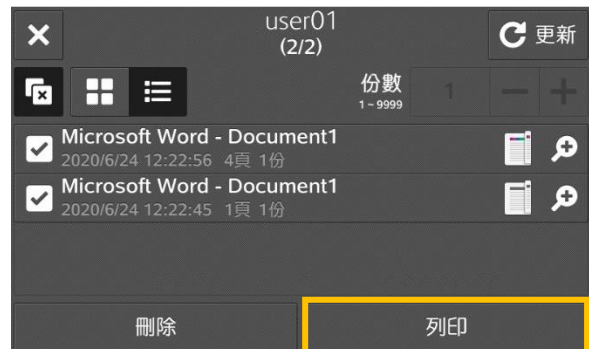 user01
(2/2)
更新
份數
1~9999
1
Microsoft Word - Document1
2020/6/24 12:22:56 4頁 1份
Microsoft Word - Document1
2020/6/24 12:22:45 1頁 1份
刪除
列印